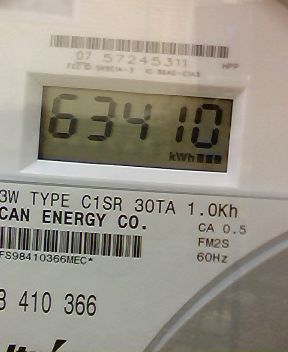 07 57245311
HPP
63410
kWh
3W TYPE C1SR 30TA 1.0Kh
CAN ENERGY CO.
CA 0.5
FM2S
60Hz
FS98410366MEC*
410 366